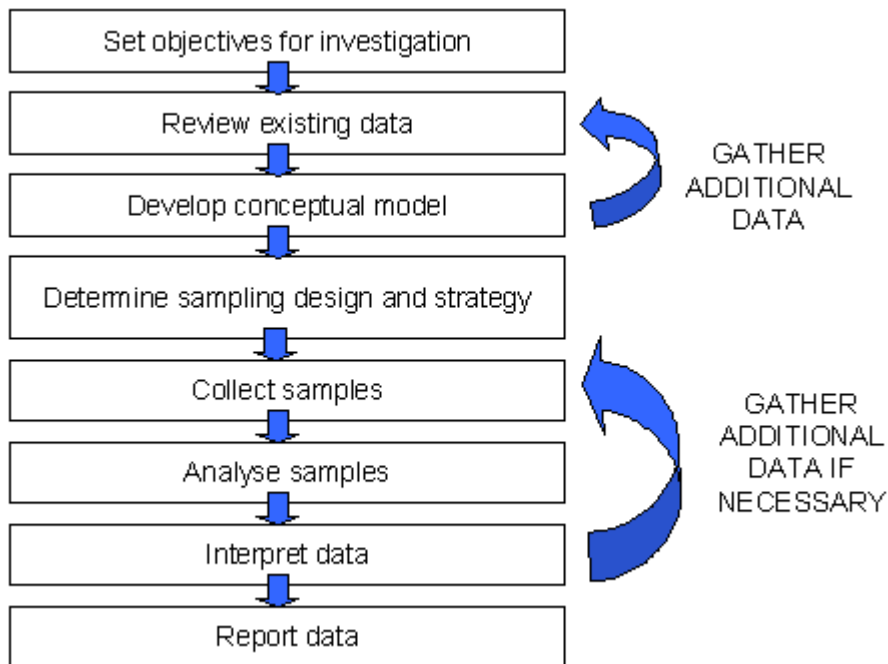 Set objectives for investigation
Review existing data
Develop conceptual model
GATHER
ADDITIONAL
DATA
Determine sampling design and strategy
Collect samples
Analyse samples
Interpret data
Report data
GATHER
ADDITIONAL
DATA IF
NECESSARY